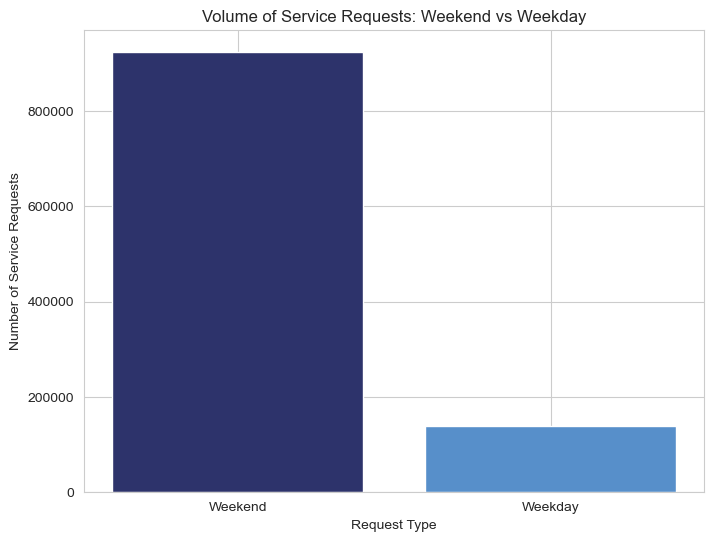 Volume of Service Requests: Weekend vs Weekday
Number of Service Requests
800000
600000
400000
200000
0
Weekend
Weekday
Request Type